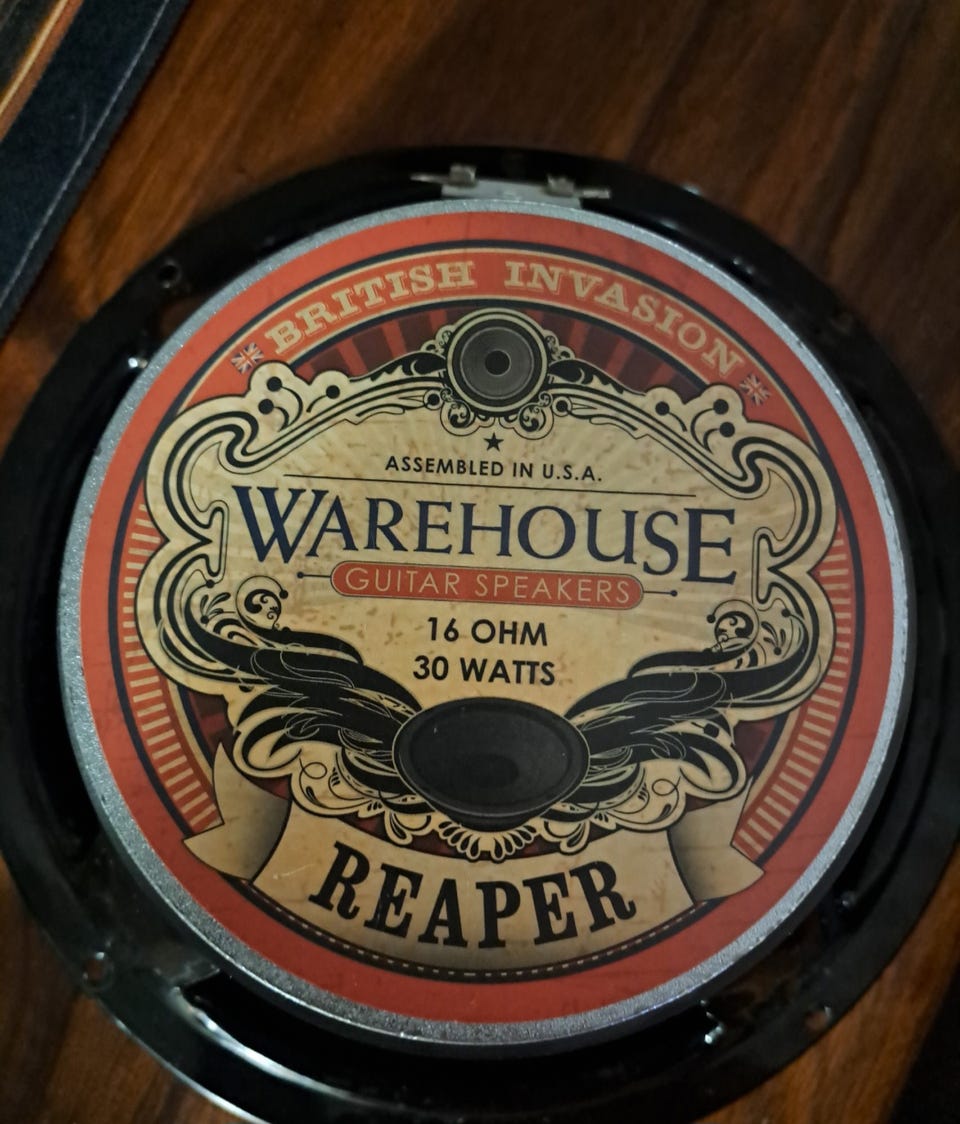 BRITISH INVASION
ASSEMBLED IN U.S.A.
WAREHOUSE
GUITAR SPEAKERS
16 OHM
30 WATTS
REAPER